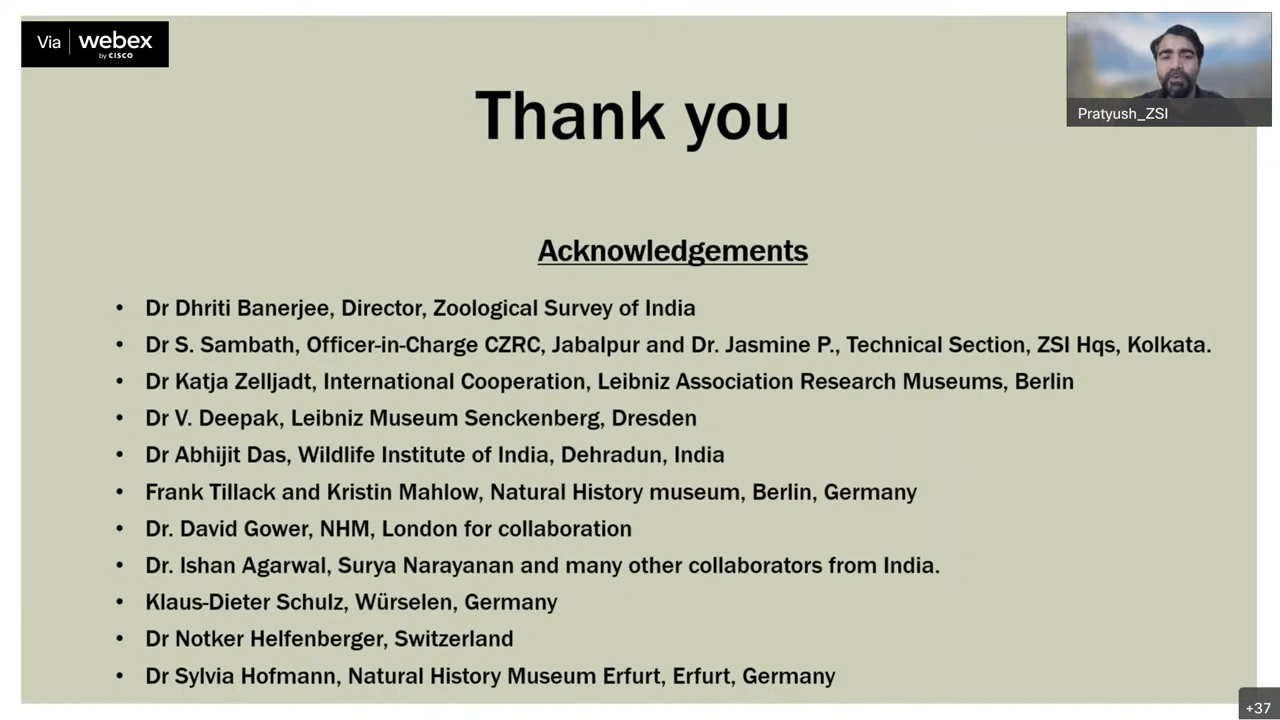 Via webex
by CISCO
Pratyush_ZSI
Thank you
Acknowledgements
• Dr Dhriti Banerjee, Director, Zoological Survey of India
• Dr S. Sambath, Officer-in-Charge CZRC, Jabalpur and Dr. Jasmine P., Technical Section, ZSI Hqs, Kolkata.
• Dr Katja Zelljadt, International Cooperation, Leibniz Association Research Museums, Berlin
• Dr V. Deepak, Leibniz Museum Senckenberg, Dresden
• Dr Abhijit Das, Wildlife Institute of India, Dehradun, India
• Frank Tillack and Kristin Mahlow, Natural History museum, Berlin, Germany
• Dr. David Gower, NHM, London for collaboration
• Dr. Ishan Agarwal, Surya Narayanan and many other collaborators from India.
• Klaus-Dieter Schulz, Würselen, Germany
• Dr Notker Helfenberger, Switzerland
• Dr Sylvia Hofmann, Natural History Museum Erfurt, Erfurt, Germany
+37